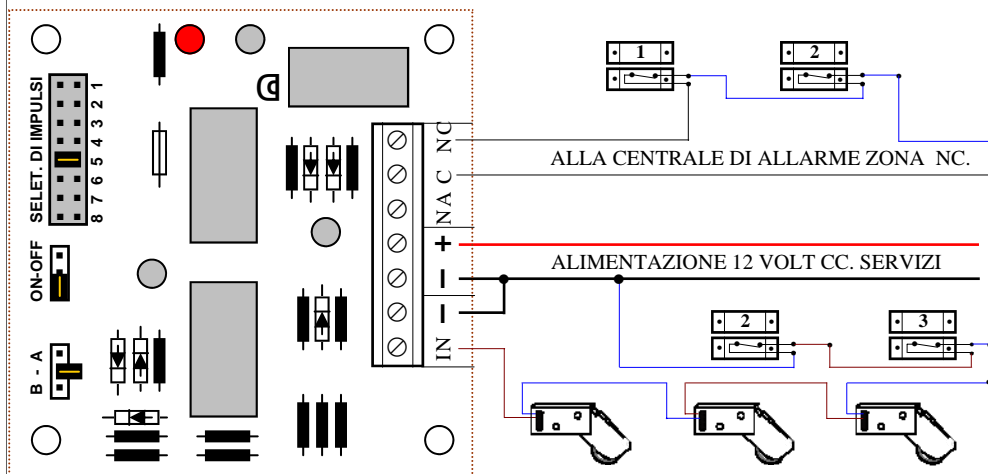 SELET. DI IMPULSI
1
2
3
4
5
6
7
8
ON-OFF
B - A
NC
C
NA
+
–
–
IN
1
2
ALLA CENTRALE DI ALLARME ZONA NC.
ALIMENTAZIONE 12 VOLT CC. SERVIZI
2
3